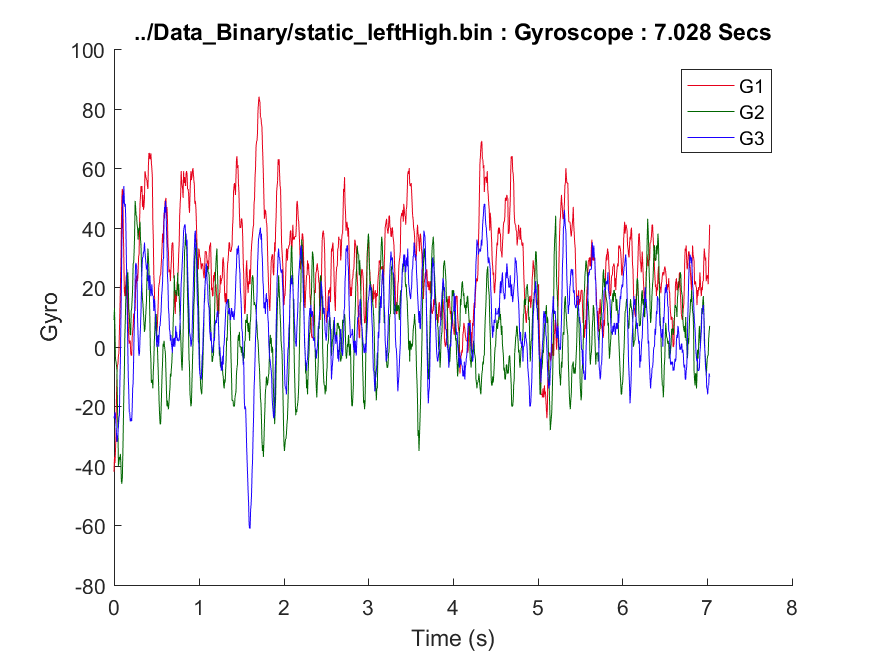 ../Data_Binary/static_leftHigh.bin : Gyroscope : 7.028 Secs
100
80
60
40
20
0
-20
-40
-60
-80
Gyro
G1
G2
G3
0 1 2 3 4 5 6 7 8
Time (s)